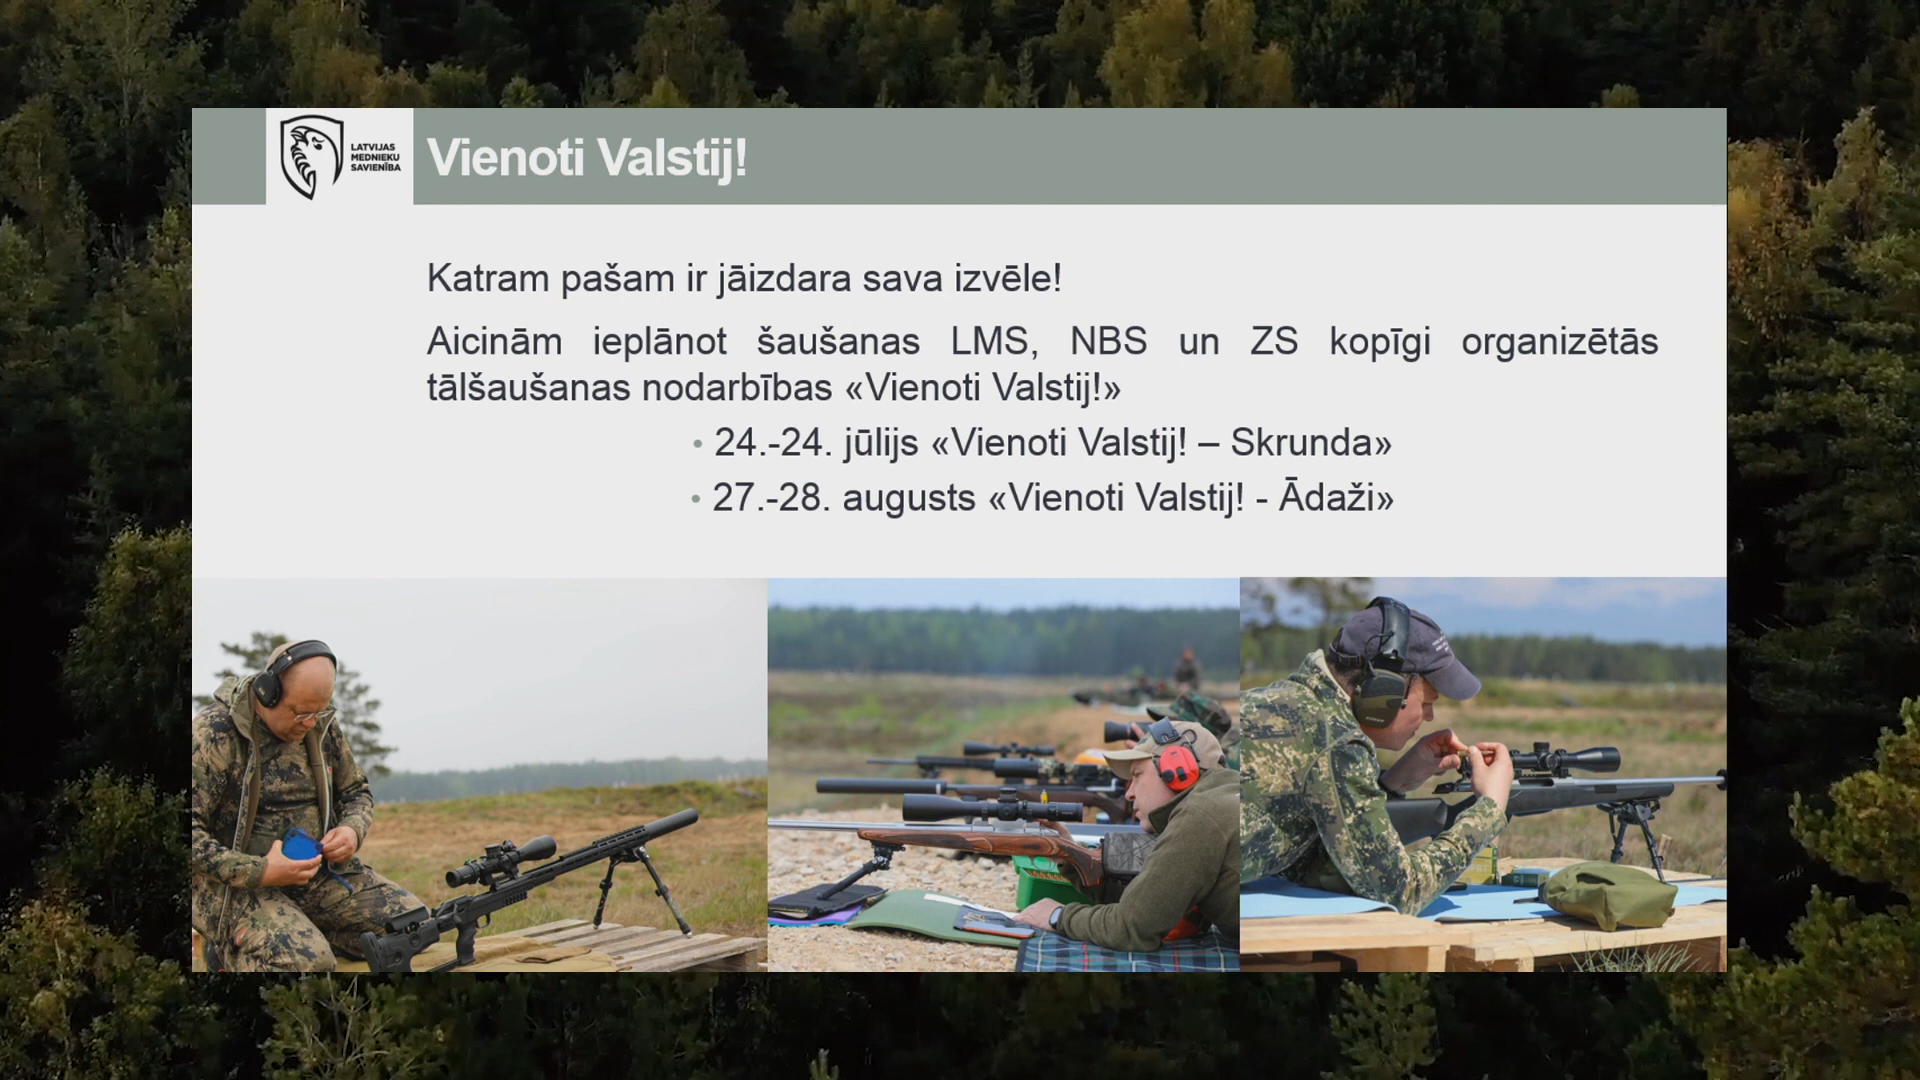 LATVIJAS
MEDNIEKU
SAVIENĪBA
Vienoti Valstij!
Katram pašam ir jāizdara sava izvēle!
Aicinām ieplānot šaušanas LMS, NBS un ZS kopīgi organizētās
tālšaušanas nodarbības «Vienoti Valstij!»
• 24.-24. jūlijs «Vienoti Valstij! – Skrunda»
• 27.-28. augusts «Vienoti Valstij! - Ādaži»